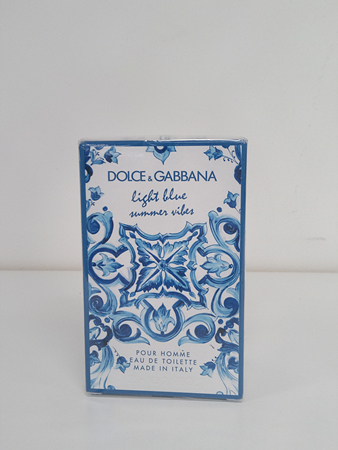 DOLCE & GABBANA
light blue
summer vibes
POUR HOMME
EAU DE TOILETTE
MADE IN ITALY